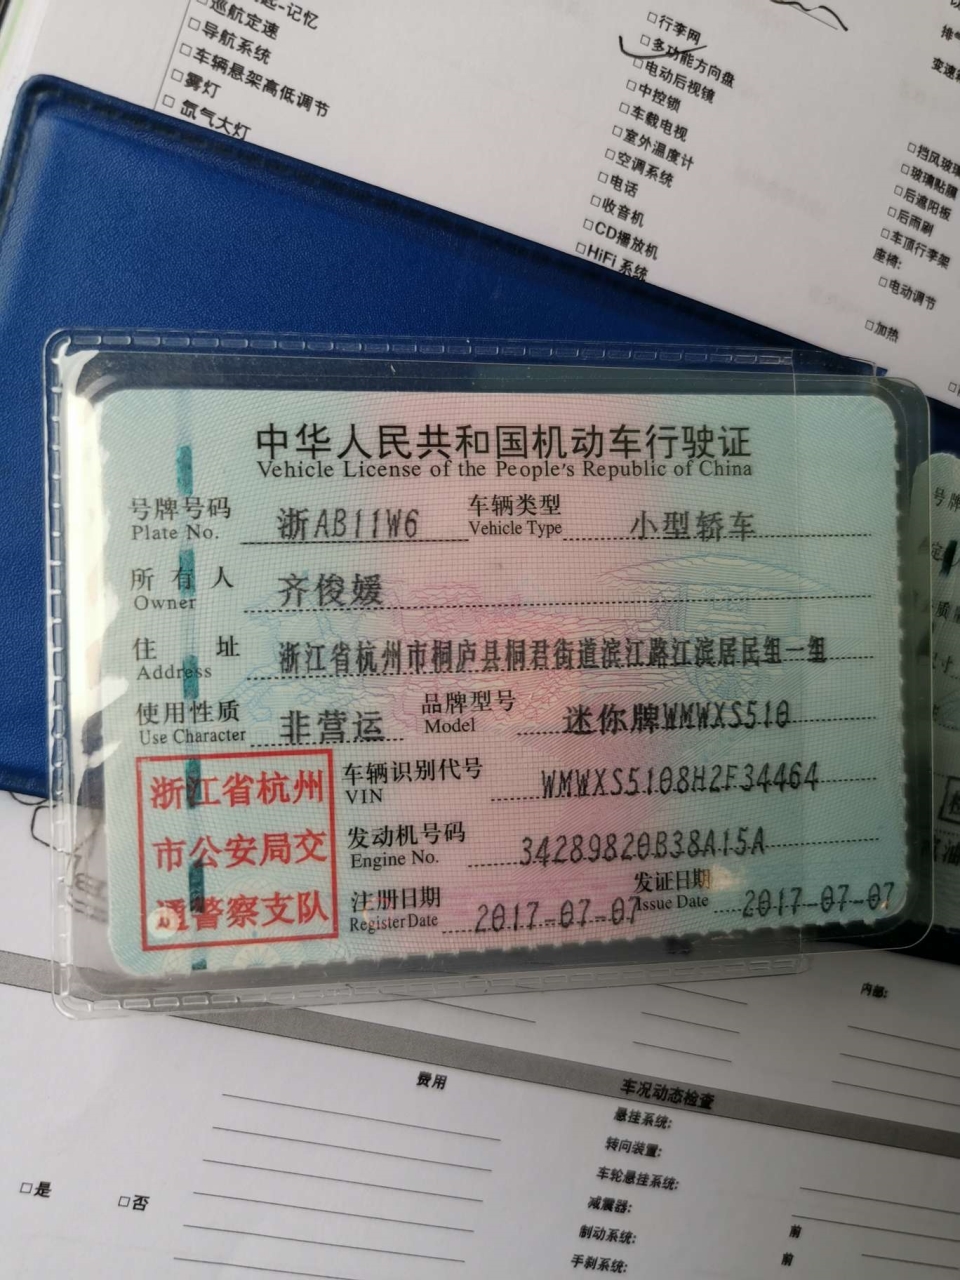 匙-记忆
□巡航定速
□导航系统
□车辆悬架高低调节
□雾灯
□氙气大灯
□行李网
□多功能方向盘
□电动后视镜
□中控锁
□车载电视
□室外温度计
□空调系统
□电话
□收音机
□CD播放机
□HiFi 系统
排气
变速
□挡风玻璃
□玻璃贴膜
□后遮阳板
□后雨刷
□车顶行李架
座椅:
□电动调节
□加热
中华人民共和国机动车行驶证
Vehicle License of the People's Republic of China
号牌号码 浙AB11W6 车辆类型 小型轿车
Plate No. Vehicle Type
所有人 齐俊媛
Owner
住址 浙江省杭州市桐庐县桐君街道滨江路江滨居民组一组
Address
使用性质 非营运 品牌型号 迷你牌WMWXS510
Use Character Model
浙江省杭州
市公安局交
通警察支队
车辆识别代号 WMWXS5108H2F34464
VIN
发动机号码 34289820B38A15A
Engine No.
注册日期 2017-07-07 发证日期 2017-07-07
Register Date Issue Date
号牌
内部:
费用
车况动态检查
悬挂系统:
转向装置:
车轮悬挂系统:
减震器:
制动系统: 前
手刹系统: 前
□是 □否